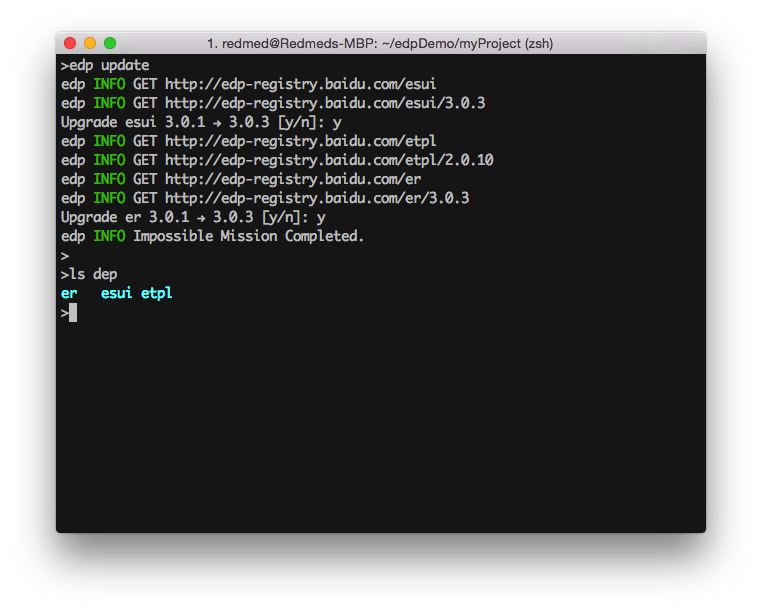 1. redmed@Redmeds-MBP: ~/edpDemo/myProject (zsh)
>edp update
edp INFO GET http://edp-registry.baidu.com/esui
edp INFO GET http://edp-registry.baidu.com/esui/3.0.3
Upgrade esui 3.0.1 → 3.0.3 [y/n]: y
edp INFO GET http://edp-registry.baidu.com/etpl
edp INFO GET http://edp-registry.baidu.com/etpl/2.0.10
edp INFO GET http://edp-registry.baidu.com/er
edp INFO GET http://edp-registry.baidu.com/er/3.0.3
Upgrade er 3.0.1 → 3.0.3 [y/n]: y
edp INFO Impossible Mission Completed.
>
>ls dep
er   esui etpl
>